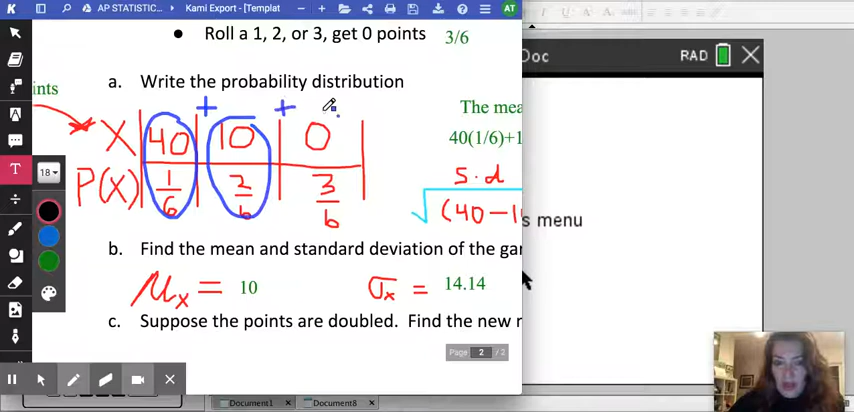 AP STATISTIC...
Kami Export - [Templat
AT
Roll a 1, 2, or 3, get 0 points
3/6
Doc
RAD
ints
a. Write the probability distribution
+ +
The mea
X 40 10 0
40(1/6)+1
T
18
P(X) 1/6 2/6 3/6
S.d
√(40-1
s menu
b. Find the mean and standard deviation of the gar
μx = 10
σx = 14.14
c. Suppose the points are doubled. Find the new r
Page 2 / 2
Document1
Document8